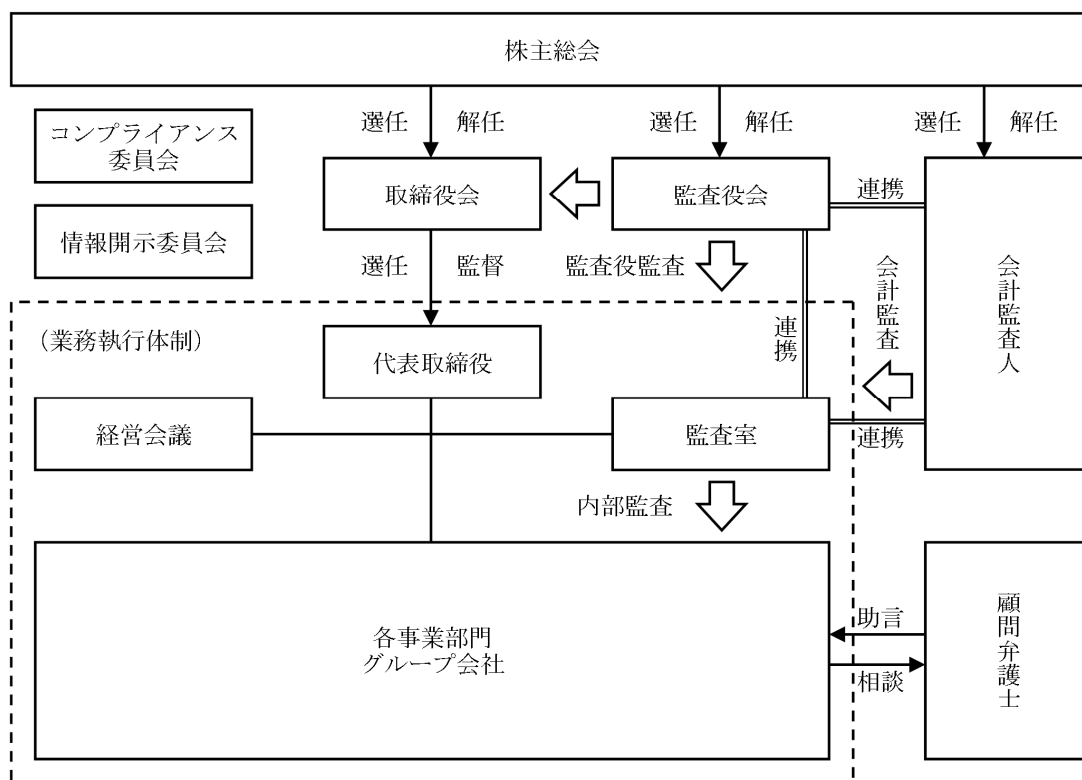 株主総会
選任
解任
選任
解任
選任
解任
コンプライアンス
委員会
取締役会
監査役会
連携
会計監査人
情報開示委員会
選任
監督
監査役監査
会計監査
（業務執行体制）
代表取締役
連携
経営会議
監査室
連携
内部監査
各事業部門
グループ会社
助言
相談
顧問弁護士